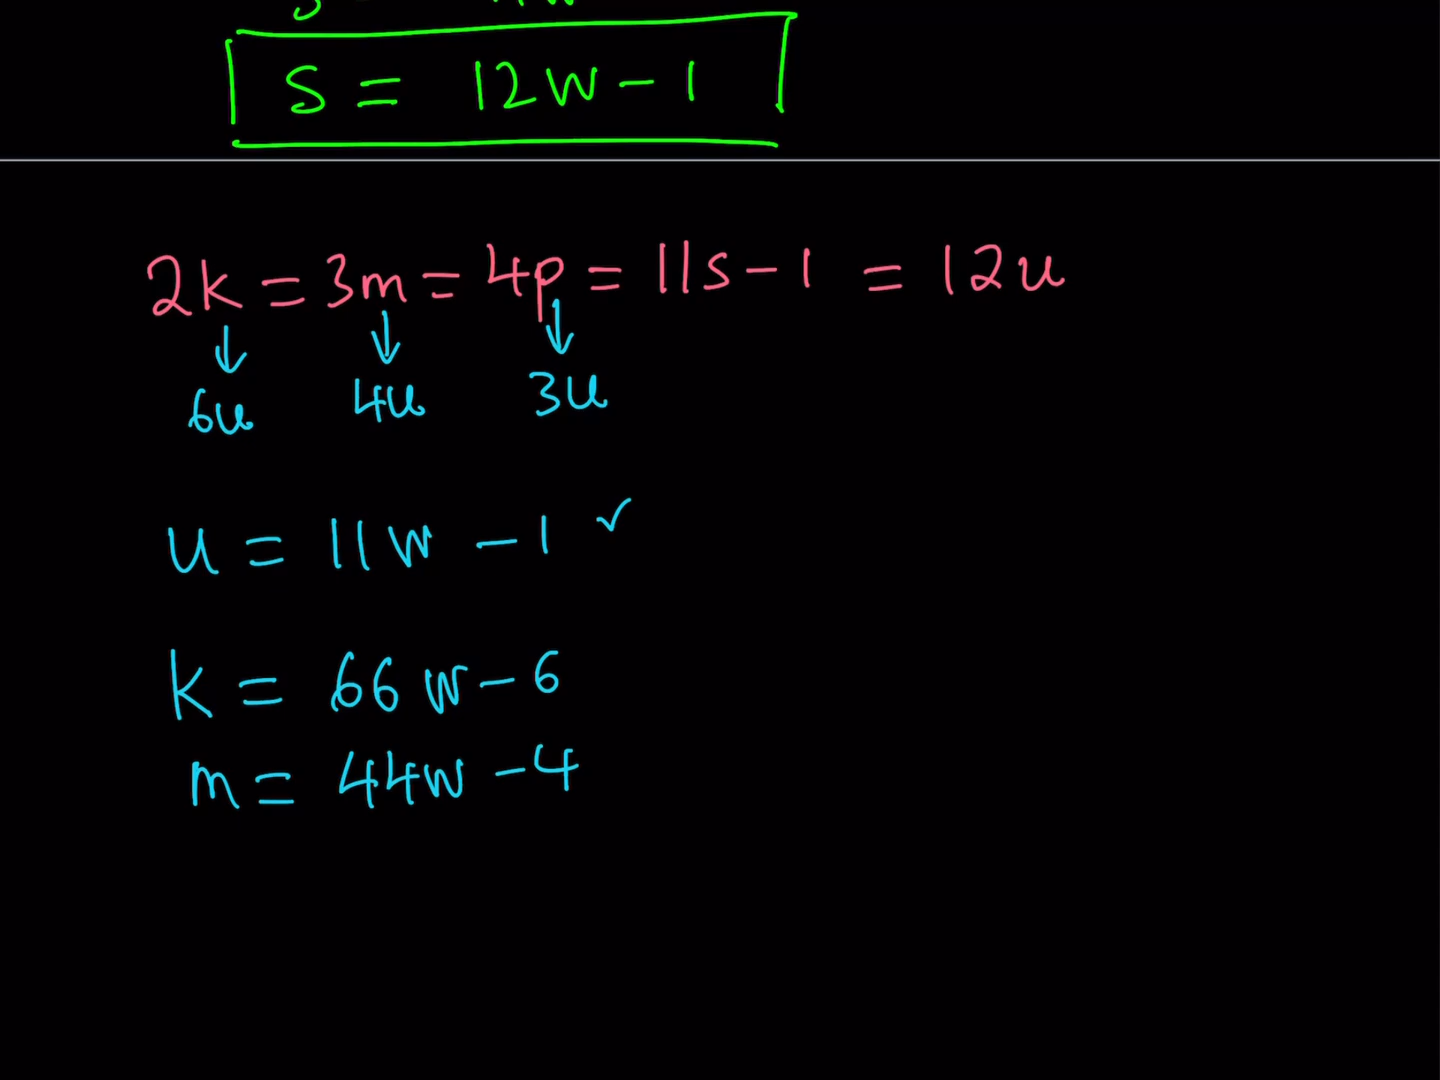 S = 12w - 1
2k = 3m = 4p = 11s - 1 = 12u
↓ ↓ ↓
6u 4u 3u
u = 11w - 1 ✓
k = 66w - 6
m = 44w - 4